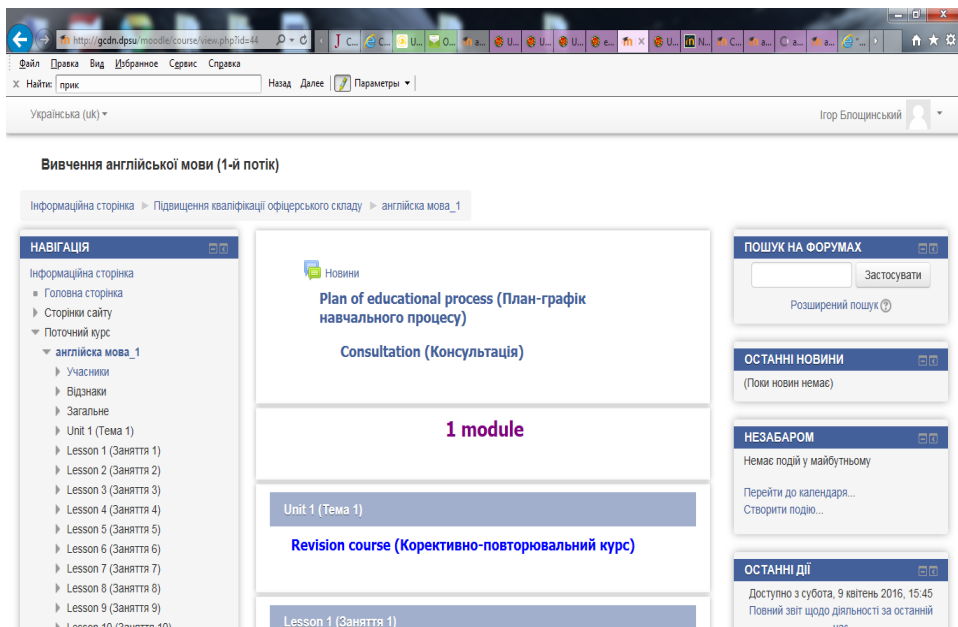 http://gcdn.dpsu/moodle/course/view.php?id=44
Файл Правка Вид Избранное Сервис Справка
X Найти: прик Назад Далее Параметры
Українська (uk)
Ігор Блощинський
Вивчення англійської мови (1-й потік)
Інформаційна сторінка Підвищення кваліфікації офіцерського складу англійска мова_1
НАВІГАЦІЯ
Інформаційна сторінка
Головна сторінка
Сторінки сайту
Поточний курс
англійска мова_1
Учасники
Відзнаки
Загальне
Unit 1 (Тема 1)
Lesson 1 (Заняття 1)
Lesson 2 (Заняття 2)
Lesson 3 (Заняття 3)
Lesson 4 (Заняття 4)
Lesson 5 (Заняття 5)
Lesson 6 (Заняття 6)
Lesson 7 (Заняття 7)
Lesson 8 (Заняття 8)
Lesson 9 (Заняття 9)
Lesson 10 (Заняття 10)
Новини
Plan of educational process (План-графік
навчального процесу)
Consultation (Консультація)
1 module
Unit 1 (Тема 1)
Revision course (Корективно-повторювальний курс)
Lesson 1 (Заняття 1)
ПОШУК НА ФОРУМАХ
Застосувати
Розширений пошук
ОСТАННІ НОВИНИ
(Поки новин немає)
НЕЗАБАРОМ
Немає подій у майбутньому
Перейти до календаря...
Створити подію...
ОСТАННІ ДІЇ
Доступно з субота, 9 квітень 2016, 15:45
Повний звіт щодо діяльності за останній